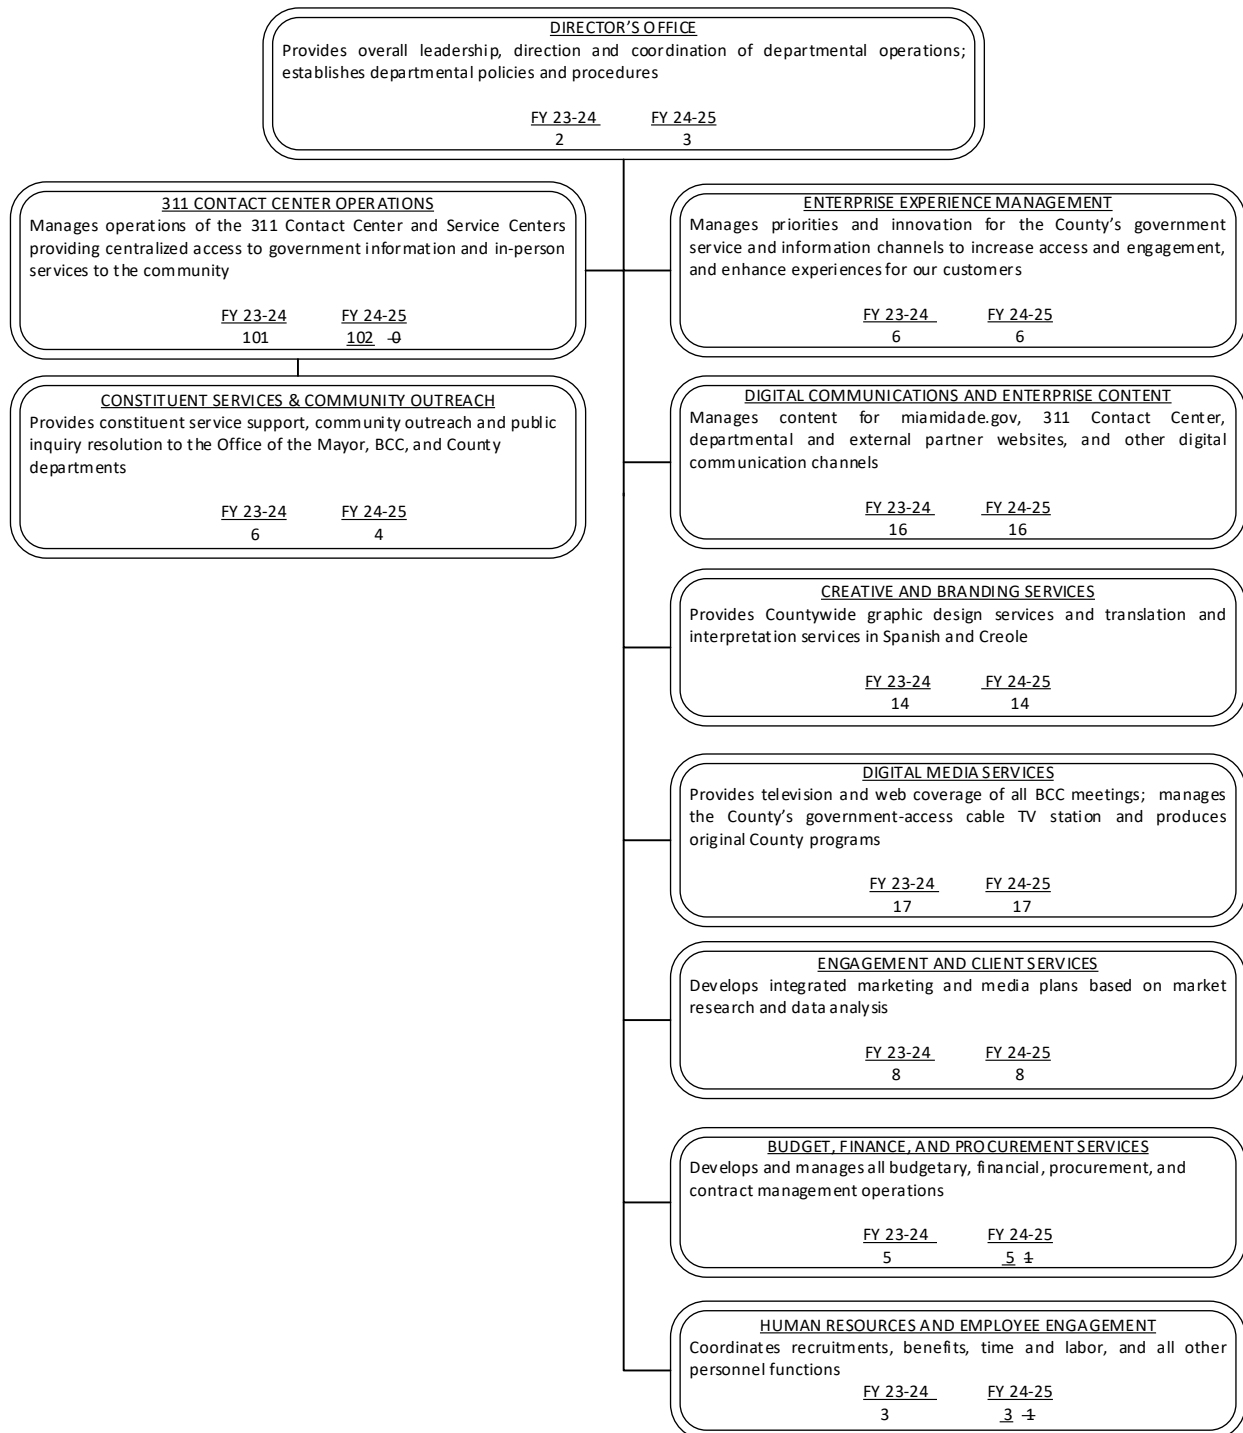 DIRECTOR'S OFFICE
Provides overall leadership, direction and coordination of departmental operations;
establishes departmental policies and procedures
FY 23-24 FY 24-25
2 3
311 CONTACT CENTER OPERATIONS
Manages operations of the 311 Contact Center and Service Centers
providing centralized access to government information and in-person
services to the community
FY 23-24 FY 24-25
101 102 0
CONSTITUENT SERVICES & COMMUNITY OUTREACH
Provides constituent service support, community outreach and public
inquiry resolution to the Office of the Mayor, BCC, and County
departments
FY 23-24 FY 24-25
6 4
ENTERPRISE EXPERIENCE MANAGEMENT
Manages priorities and innovation for the County's government
service and information channels to increase access and engagement,
and enhance experiences for our customers
FY 23-24 FY 24-25
6 6
DIGITAL COMMUNICATIONS AND ENTERPRISE CONTENT
Manages content for miamidade.gov, 311 Contact Center,
departmental and external partner websites, and other digital
communication channels
FY 23-24 FY 24-25
16 16
CREATIVE AND BRANDING SERVICES
Provides Countywide graphic design services and translation and
interpretation services in Spanish and Creole
FY 23-24 FY 24-25
14 14
DIGITAL MEDIA SERVICES
Provides television and web coverage of all BCC meetings; manages
the County's government-access cable TV station and produces
original County programs
FY 23-24 FY 24-25
17 17
ENGAGEMENT AND CLIENT SERVICES
Develops integrated marketing and media plans based on market
research and data analysis
FY 23-24 FY 24-25
8 8
BUDGET, FINANCE, AND PROCUREMENT SERVICES
Develops and manages all budgetary, financial, procurement, and
contract management operations
FY 23-24 FY 24-25
5 5 1
HUMAN RESOURCES AND EMPLOYEE ENGAGEMENT
Coordinates recruitments, benefits, time and labor, and all other
personnel functions
FY 23-24 FY 24-25
3 3 1